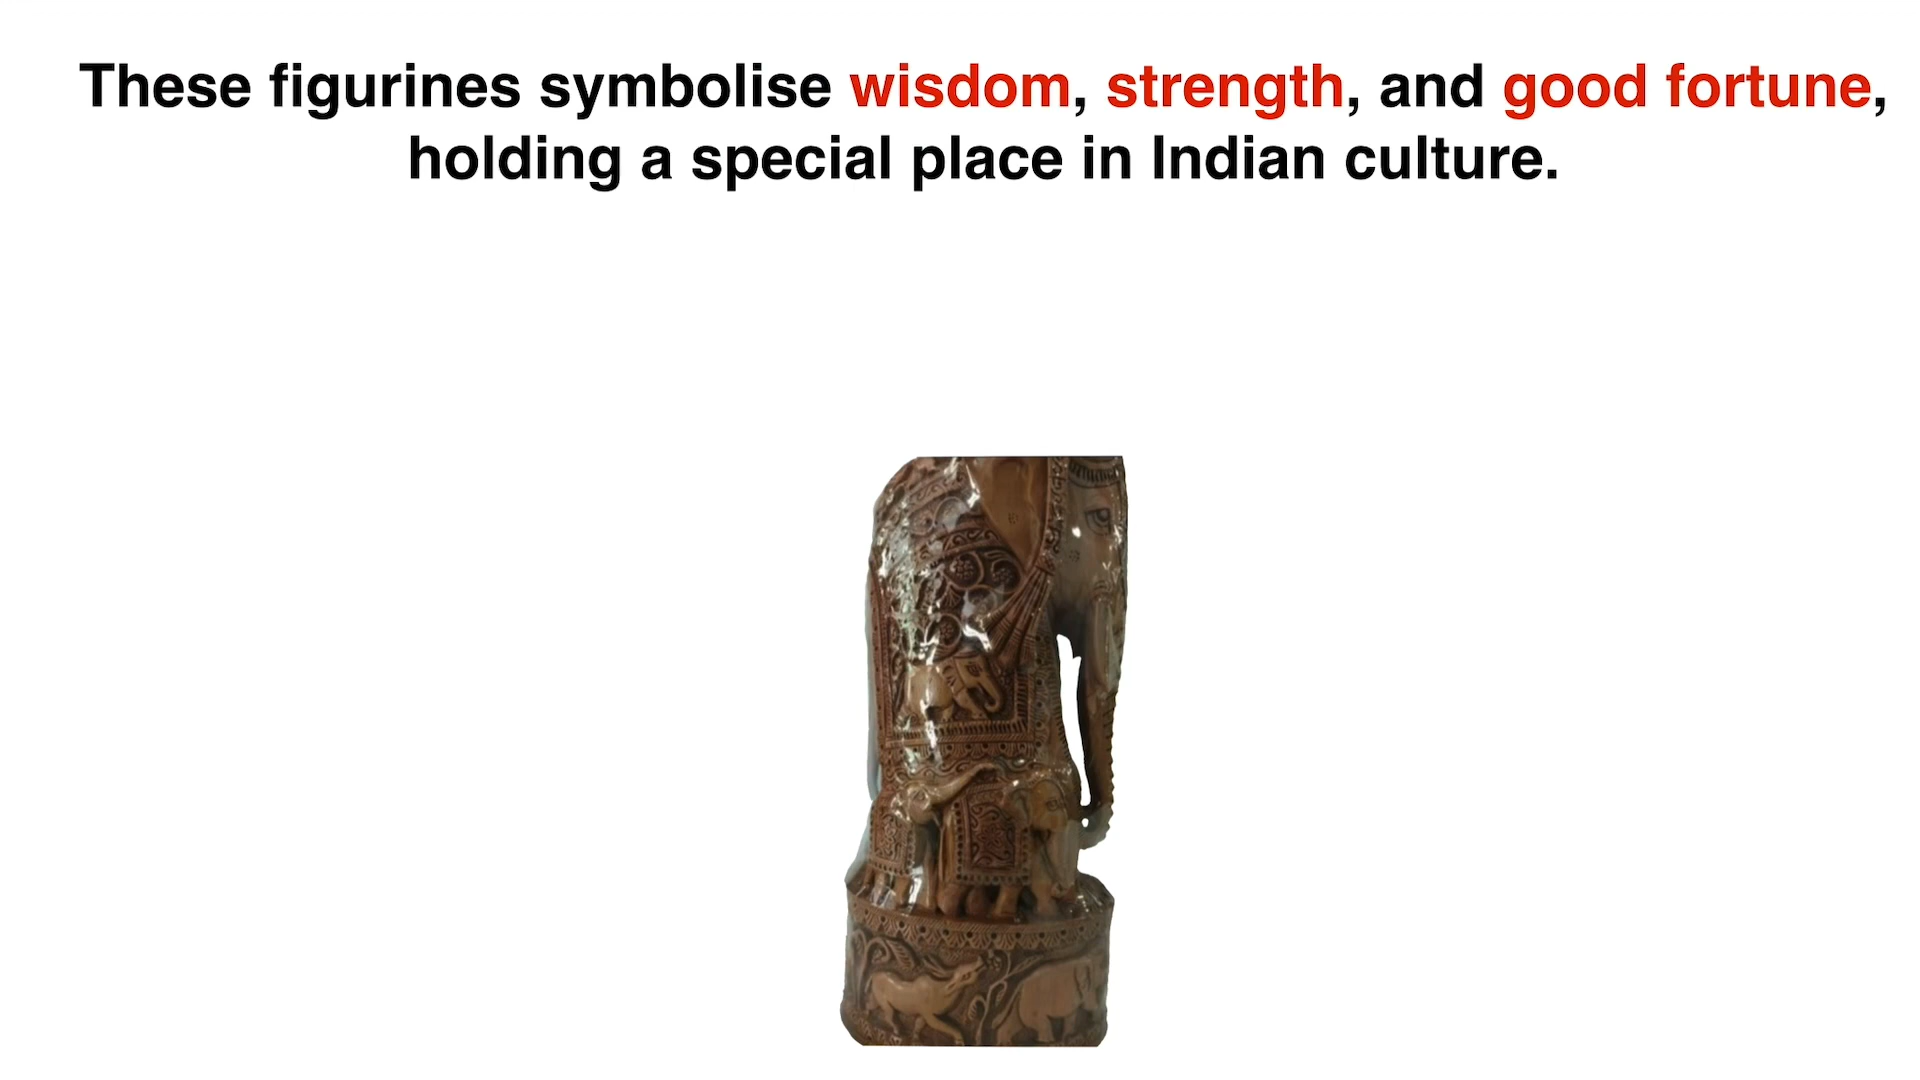 These figurines symbolise wisdom, strength, and good fortune,
holding a special place in Indian culture.